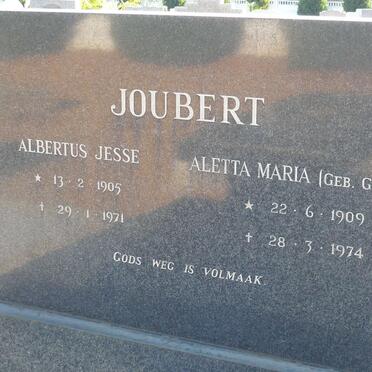 JOUBERT
ALBERTUS JESSE
★ 13 · 2 · 1905
✝ 29 · 1 · 1971
ALETTA MARIA (GEB. G
★ 22 · 6 · 1909
✝ 28 · 3 · 1974
GODS WEG IS VOLMAAK.